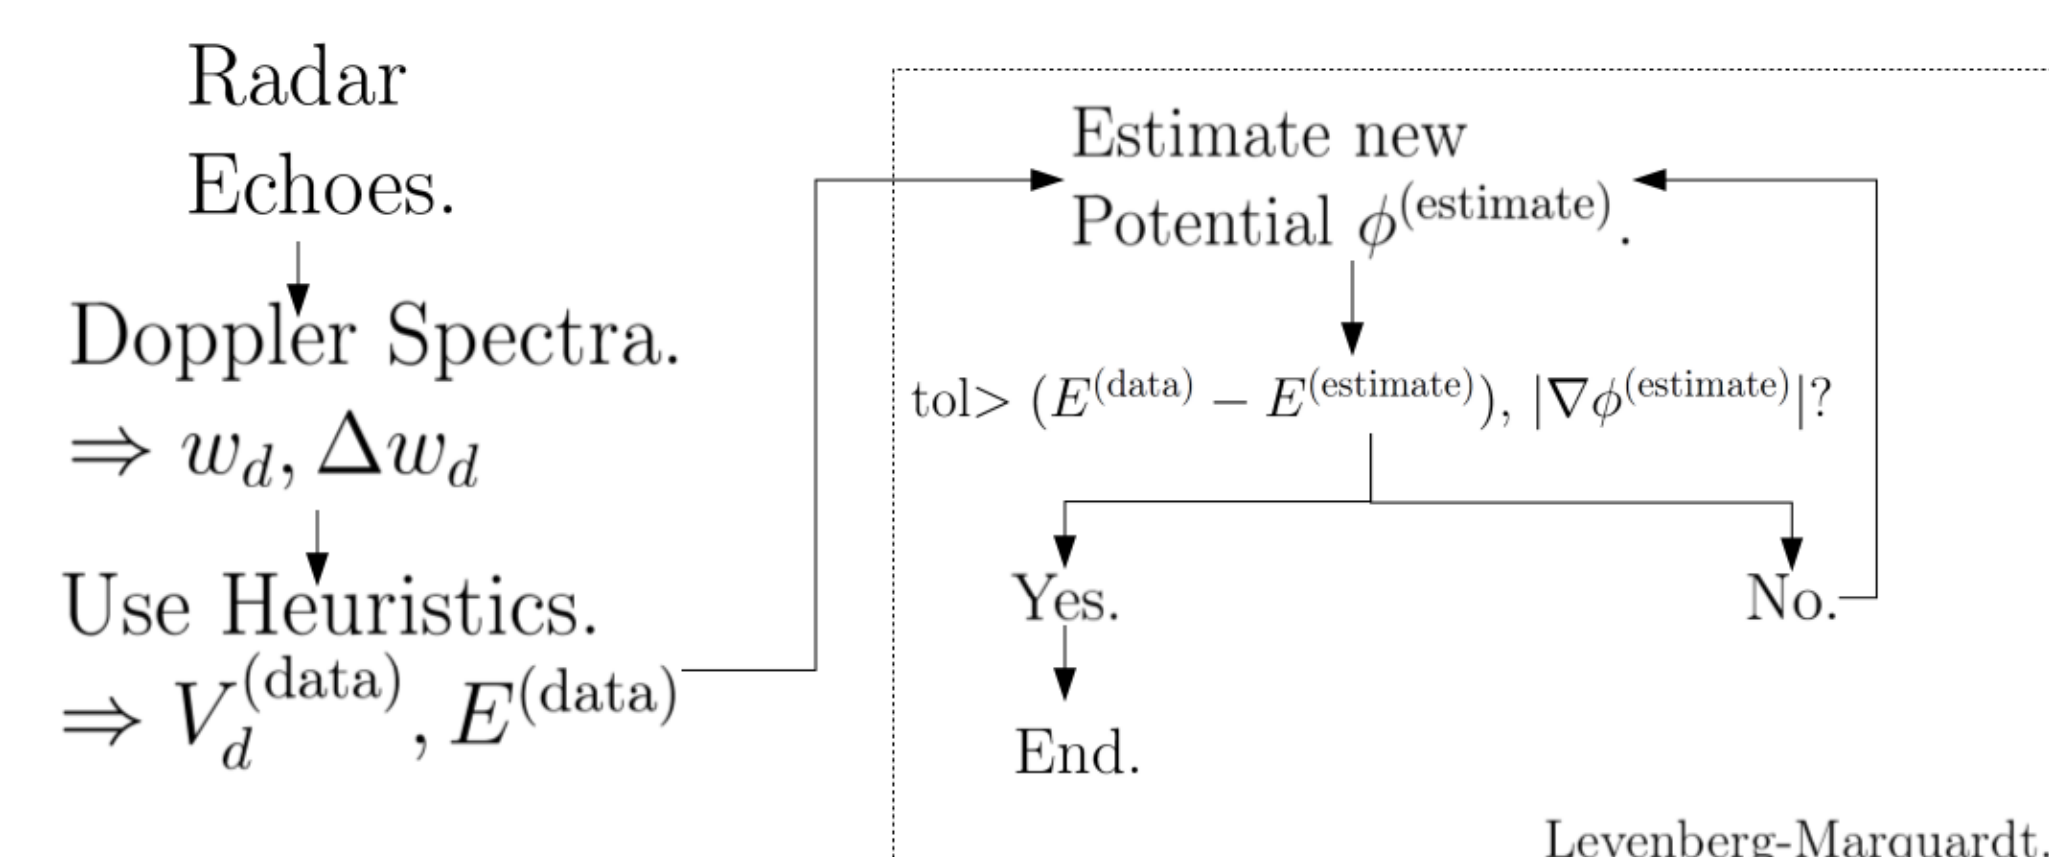 Radar
Echoes.
Doppler Spectra.
⇒ w_d, Δw_d
Use Heuristics.
⇒ V_d^(data), E^(data)
Estimate new
Potential ϕ^(estimate).
tol> (E^(data) − E^(estimate)), |∇ϕ^(estimate)|?
Yes.
No.
End.
Levenberg-Marquardt.